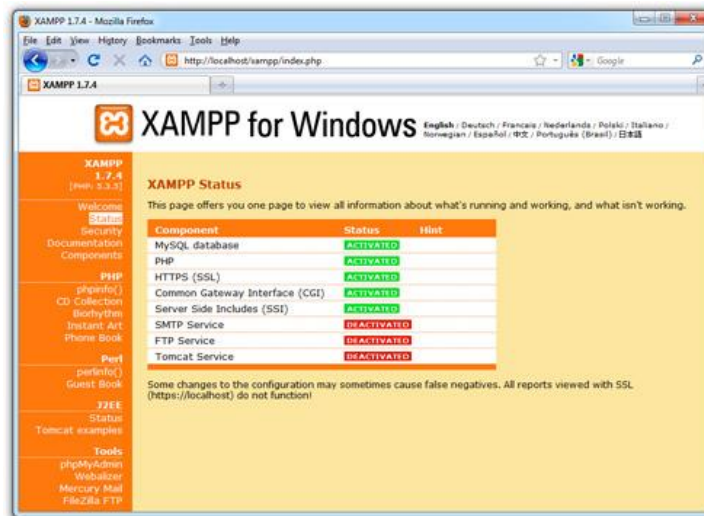 XAMPP 1.7.4 - Mozilla Firefox
File Edit View History Bookmarks Tools Help
http://localhost/xampp/index.php
Google
XAMPP 1.7.4
XAMPP for Windows
English / Deutsch / Francais / Nederlands / Polski / Italiano /
Norwegian / Español / 中文 / Português (Brasil) / 日本語
XAMPP
1.7.4
[PHP: 5.3.5]
Welcome
Status
Security
Documentation
Components
PHP
phpinfo()
CD Collection
Biorhythm
Instant Art
Phone Book
Perl
perlinfo()
Guest Book
J2EE
Status
Tomcat examples
Tools
phpMyAdmin
Webalizer
Mercury Mail
FileZilla FTP
XAMPP Status
This page offers you one page to view all information about what's running and working, and what isn't working.
Component Status Hint
MySQL database ACTIVATED
PHP ACTIVATED
HTTPS (SSL) ACTIVATED
Common Gateway Interface (CGI) ACTIVATED
Server Side Includes (SSI) ACTIVATED
SMTP Service DEACTIVATED
FTP Service DEACTIVATED
Tomcat Service DEACTIVATED
Some changes to the configuration may sometimes cause false negatives. All reports viewed with SSL
(https://localhost) do not function!